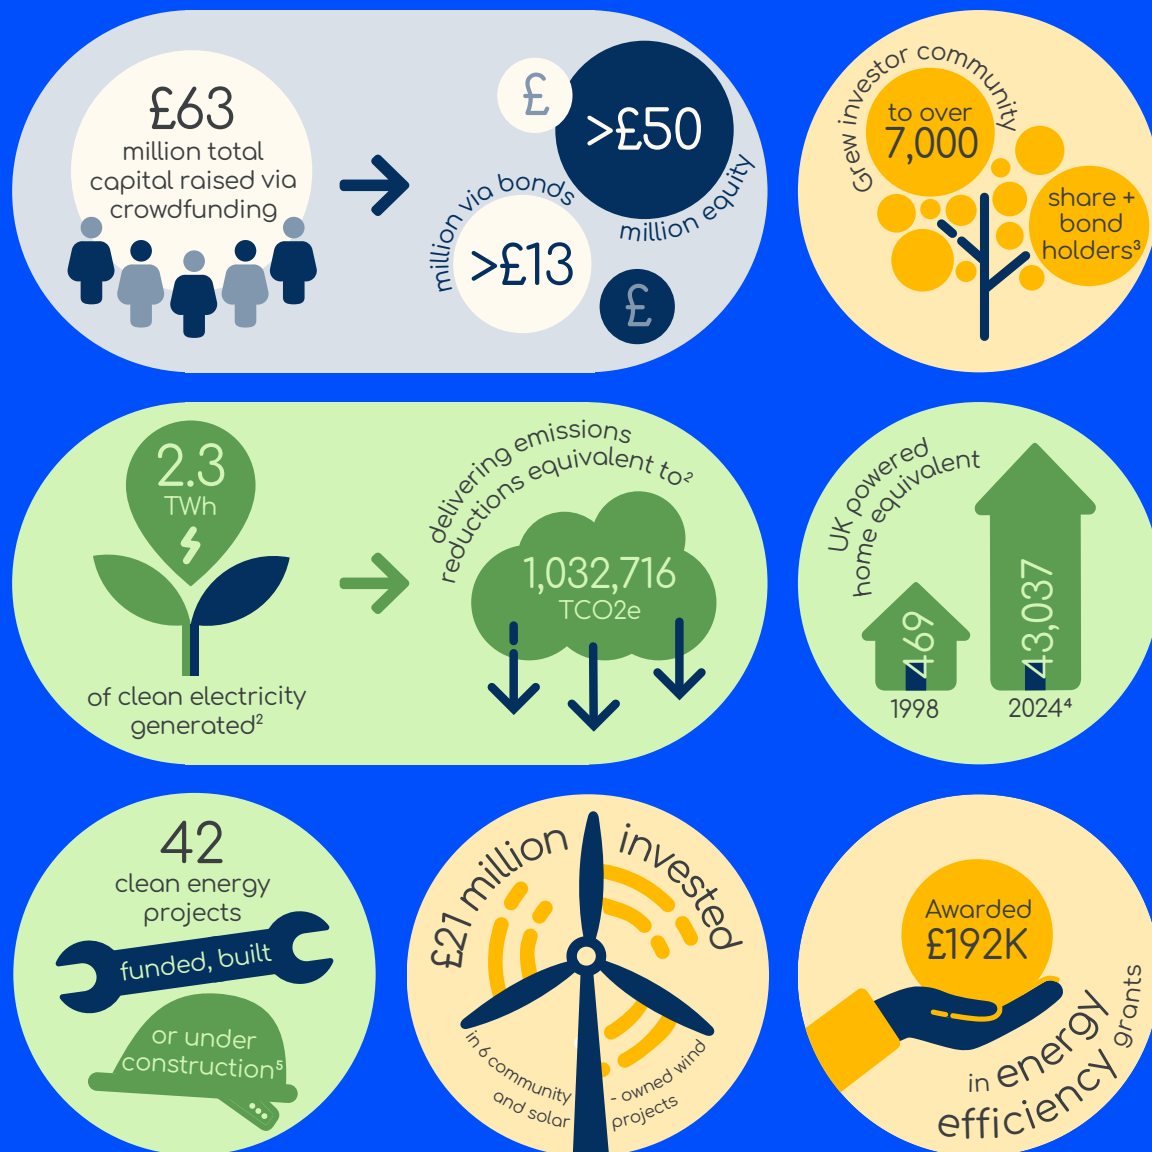 £63
million total
capital raised via
crowdfunding
£
>£50
million equity
million via bonds
>£13
£
Grew investor community
to over
7,000
share +
bond
holders³
2.3
TWh
of clean electricity
generated²
delivering emissions
reductions equivalent to²
1,032,716
TCO2e
UK powered
home equivalent
469
1998
43,037
2024⁴
42
clean energy
projects
funded, built
or under
construction⁵
£21 million invested
in 6 community - owned wind
and solar projects
Awarded
£192K
in energy
efficiency grants